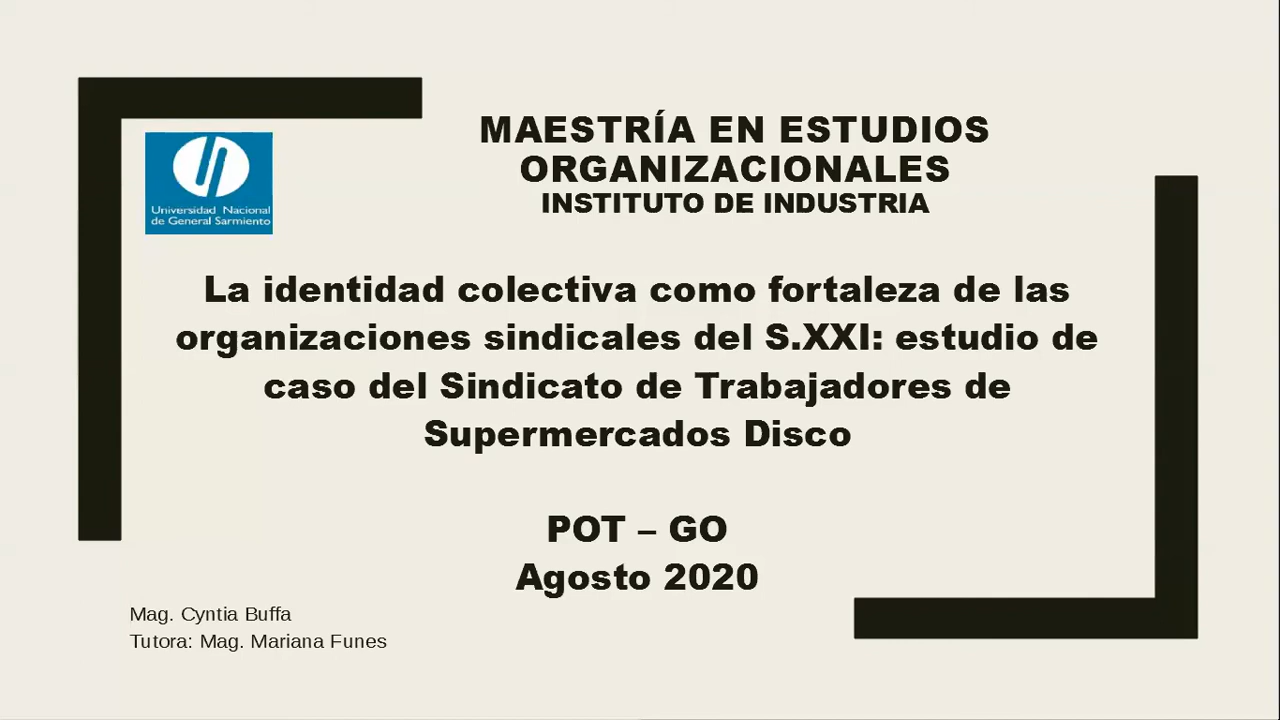 MAESTRÍA EN ESTUDIOS
ORGANIZACIONALES
INSTITUTO DE INDUSTRIA
Universidad Nacional
de General Sarmiento
La identidad colectiva como fortaleza de las
organizaciones sindicales del S.XXI: estudio de
caso del Sindicato de Trabajadores de
Supermercados Disco
POT – GO
Agosto 2020
Mag. Cyntia Buffa
Tutora: Mag. Mariana Funes